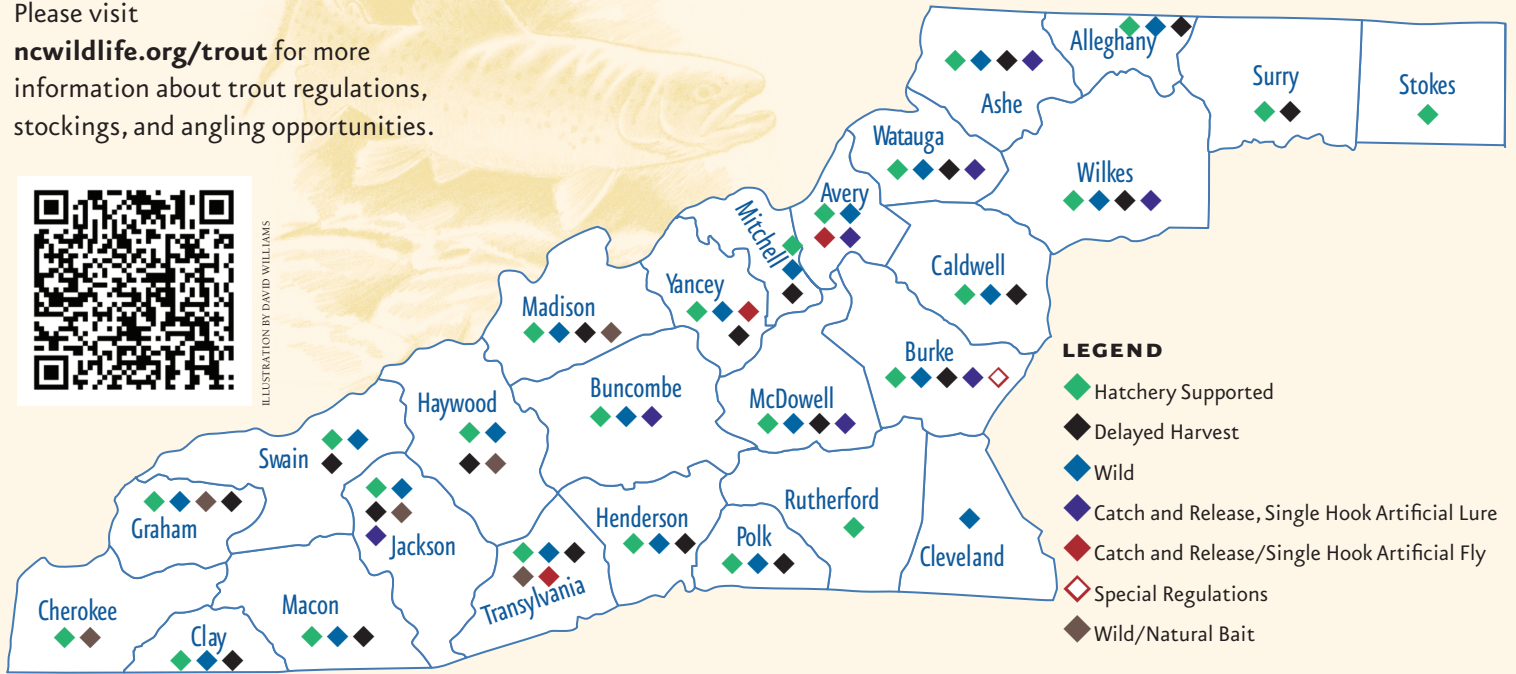 Please visit
ncwildlife.org/trout for more
information about trout regulations,
stockings, and angling opportunities.
ILLUSTRATION BY DAVID WILLIAMS
Alleghany
Ashe
Surry
Stokes
Watauga
Wilkes
Avery
Mitchell
Caldwell
Yancey
Madison
Burke
Buncombe
McDowell
Haywood
Swain
Graham
Jackson
Rutherford
Henderson
Polk
Cleveland
Transylvania
Cherokee
Macon
Clay
LEGEND
Hatchery Supported
Delayed Harvest
Wild
Catch and Release, Single Hook Artificial Lure
Catch and Release/Single Hook Artificial Fly
Special Regulations
Wild/Natural Bait